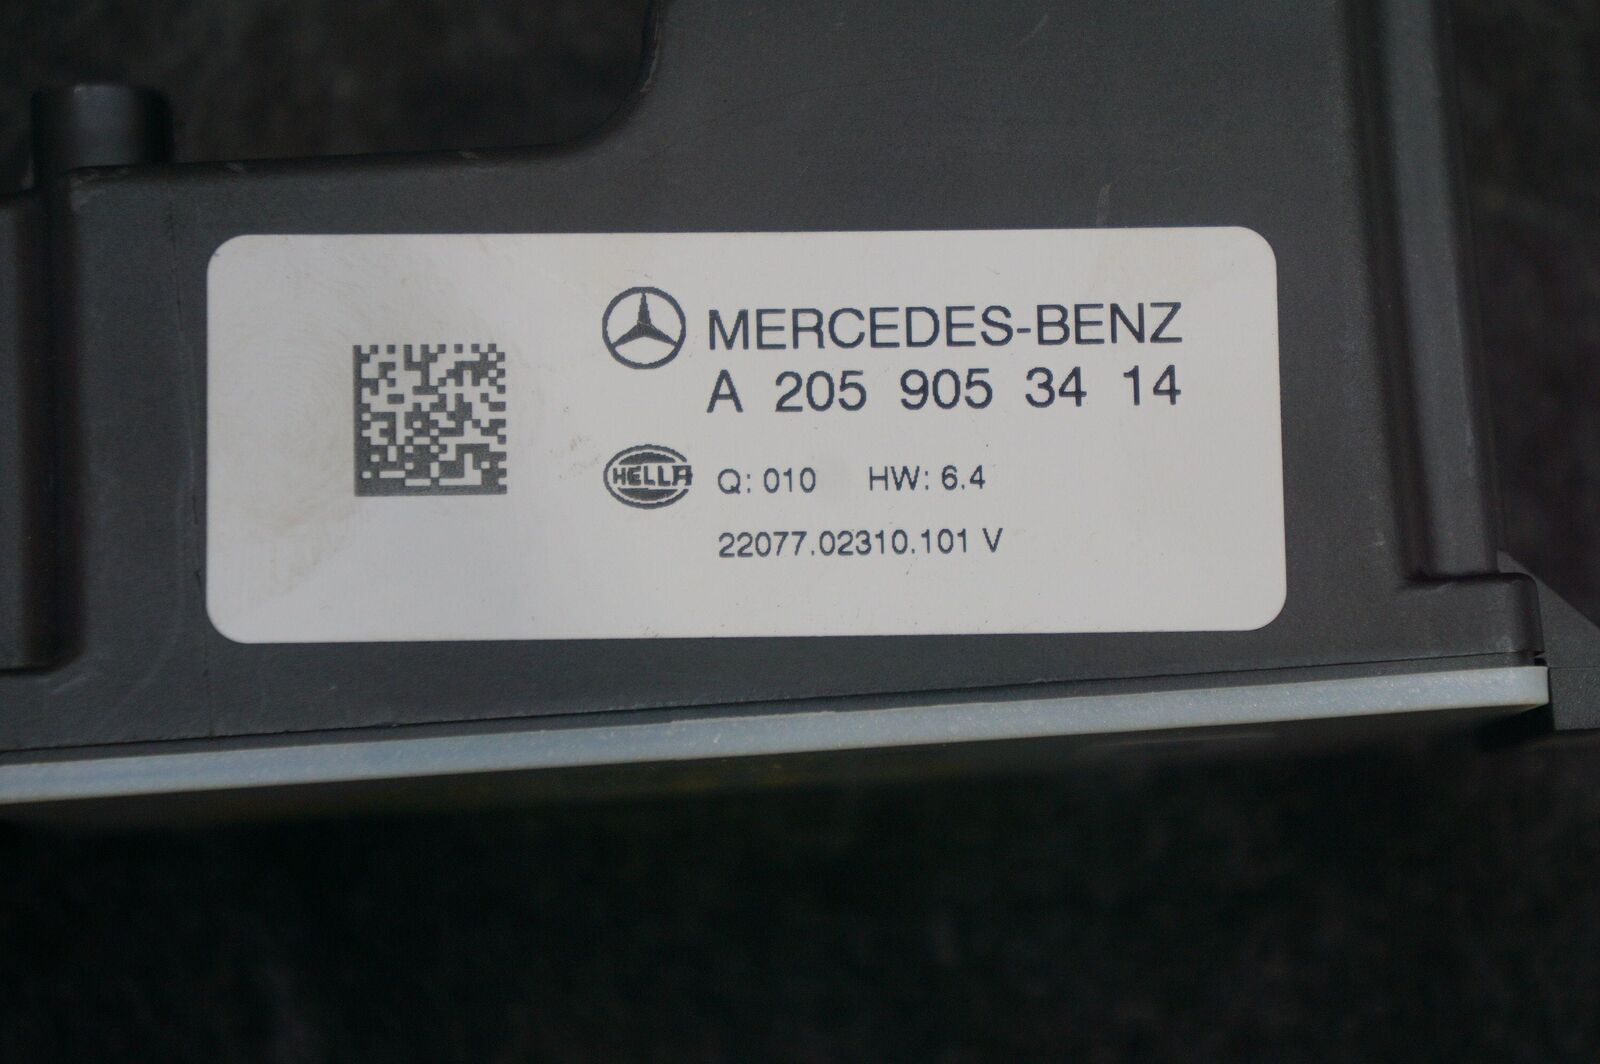 MERCEDES-BENZ
A 205 905 34 14
HELLA Q: 010 HW: 6.4
22077.02310.101 V